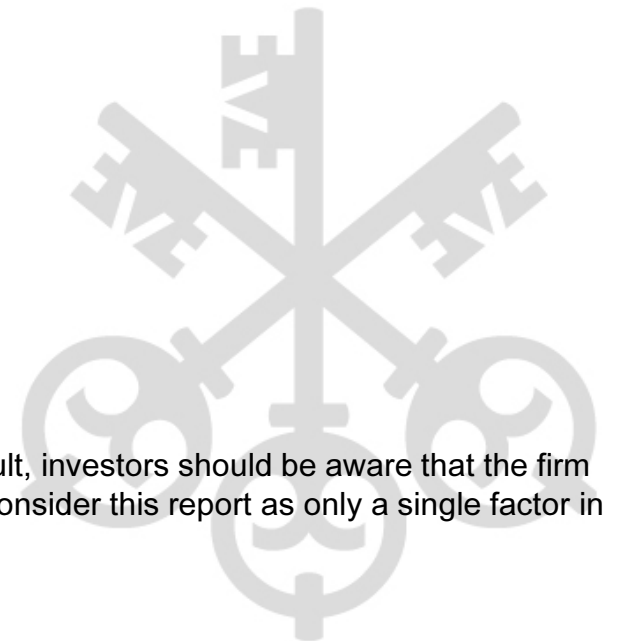 ult, investors should be aware that the firm
onsider this report as only a single factor in